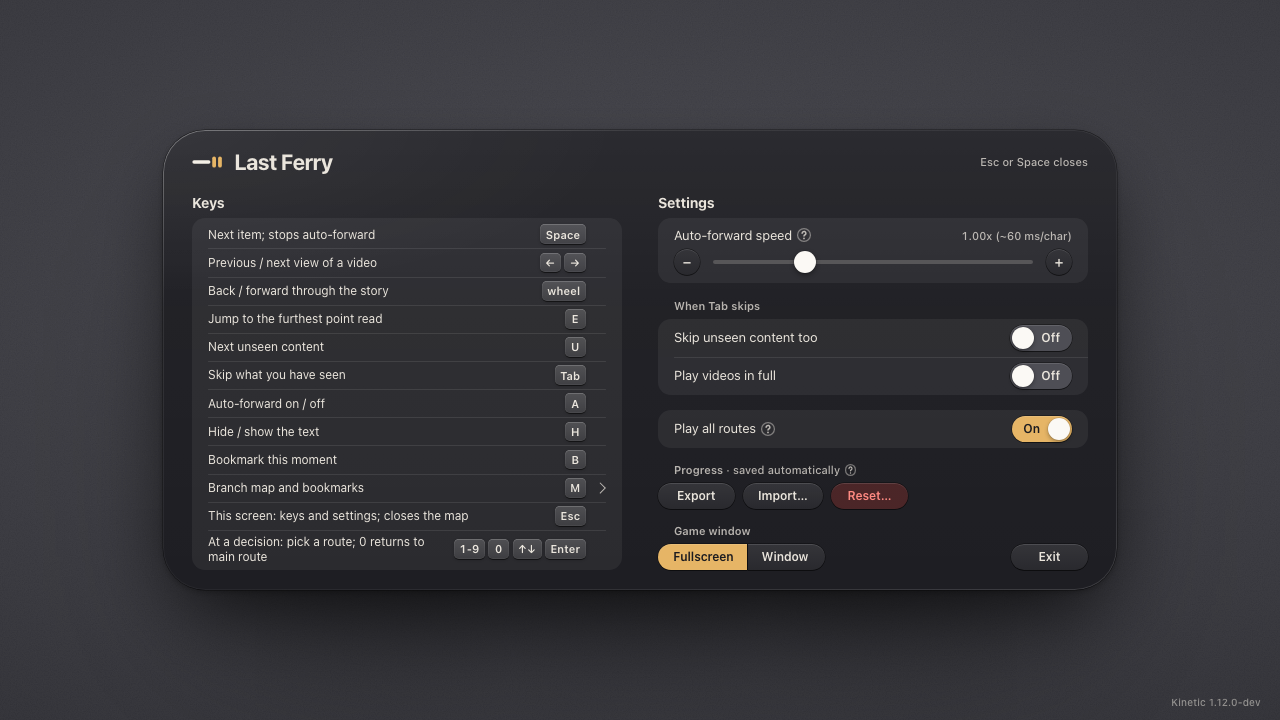 Last Ferry
Esc or Space closes
Keys
Next item; stops auto-forward Space
Previous / next view of a video ← →
Back / forward through the story wheel
Jump to the furthest point read E
Next unseen content U
Skip what you have seen Tab
Auto-forward on / off A
Hide / show the text H
Bookmark this moment B
Branch map and bookmarks M
This screen: keys and settings; closes the map Esc
At a decision: pick a route; 0 returns to
main route 1-9 0 ↑↓ Enter
Settings
Auto-forward speed ? 1.00x (~60 ms/char)
− +
When Tab skips
Skip unseen content too Off
Play videos in full Off
Play all routes ? On
Progress · saved automatically ?
Export Import... Reset...
Game window
Fullscreen Window Exit
Kinetic 1.12.0-dev